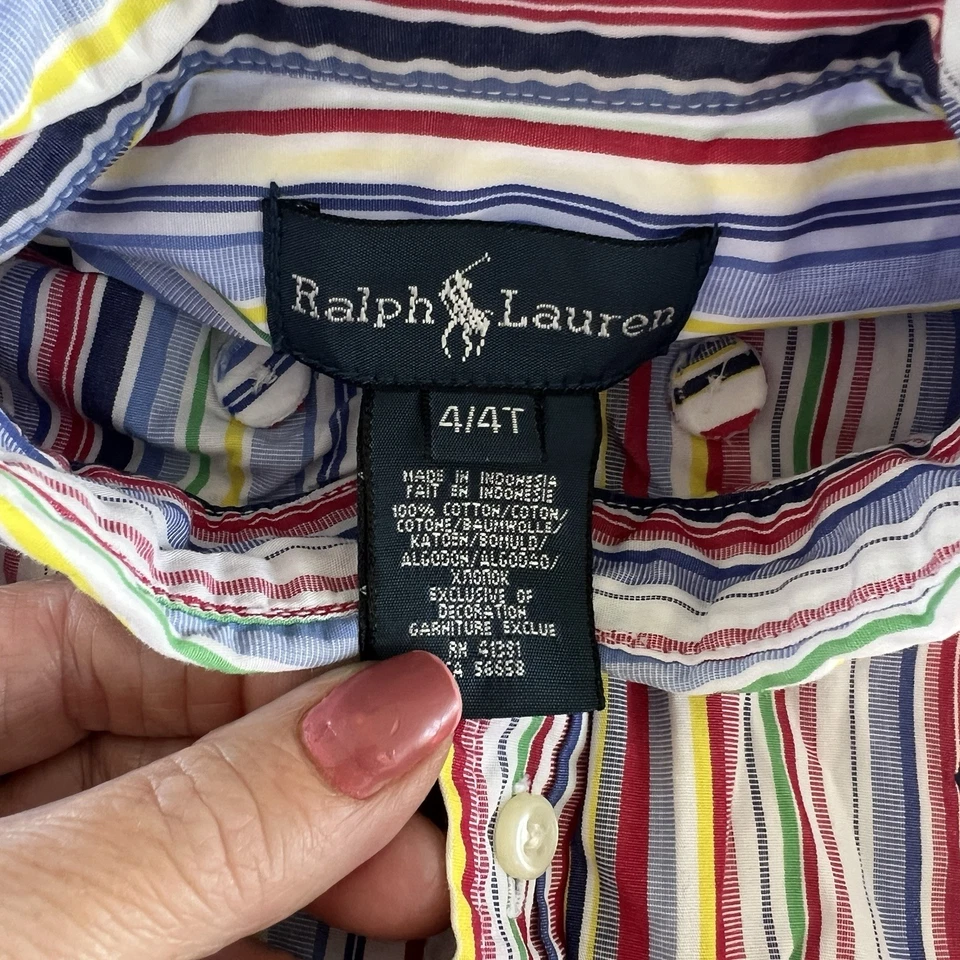 Ralph Lauren
4/4T
MADE IN INDONESIA
FAIT EN INDONESIE
100% COTTON/COTON/
COTONE/BAUMWOLLE/
KATOEN/BOMULD/
ALGODON/ALGODAO/
ХЛОПОК
EXCLUSIVE OF
DECORATION
GARNITURE EXCLUE
RN 41381
CA 56658